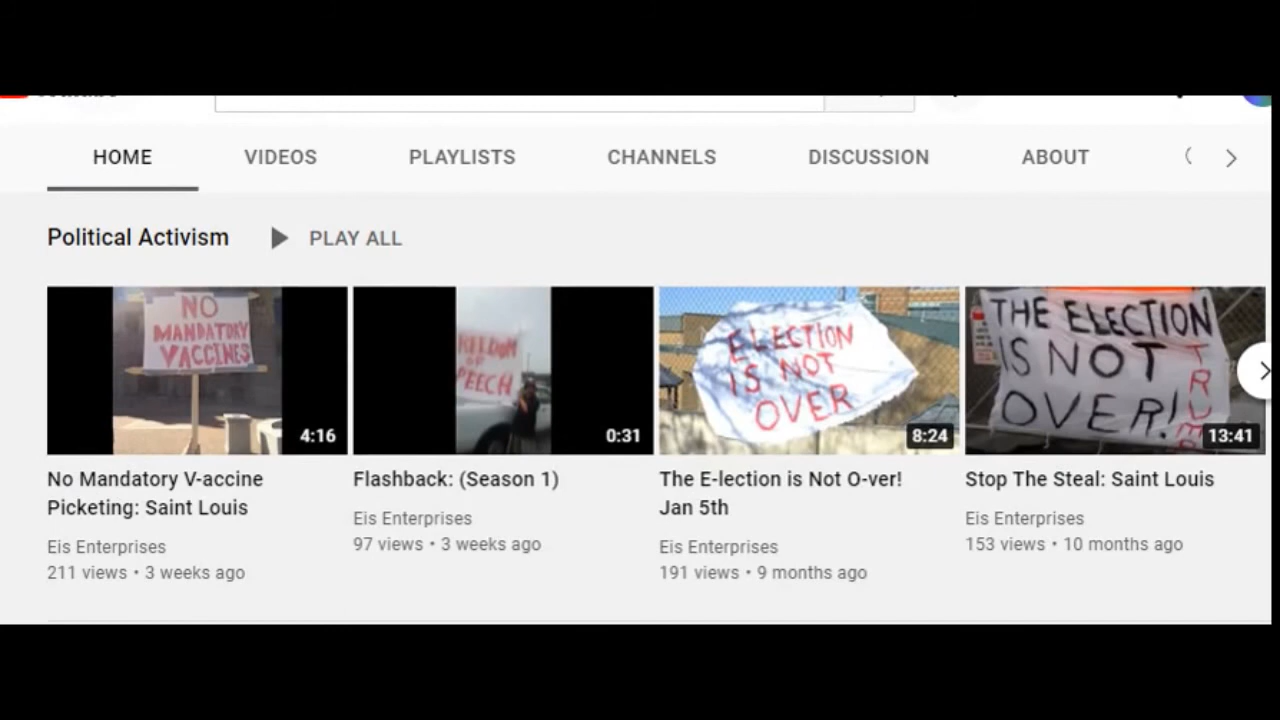 HOME VIDEOS PLAYLISTS CHANNELS DISCUSSION ABOUT
Political Activism PLAY ALL
NO
MANDATORY
VACCINES
4:16
OF
PEECH
0:31
ELECTION
IS NOT
OVER
8:24
THE ELECTION
IS NOT
OVER!
TRUMP
13:41
No Mandatory V-accine
Picketing: Saint Louis
Eis Enterprises
211 views • 3 weeks ago
Flashback: (Season 1)
Eis Enterprises
97 views • 3 weeks ago
The E-lection is Not O-ver!
Jan 5th
Eis Enterprises
191 views • 9 months ago
Stop The Steal: Saint Louis
Eis Enterprises
153 views • 10 months ago